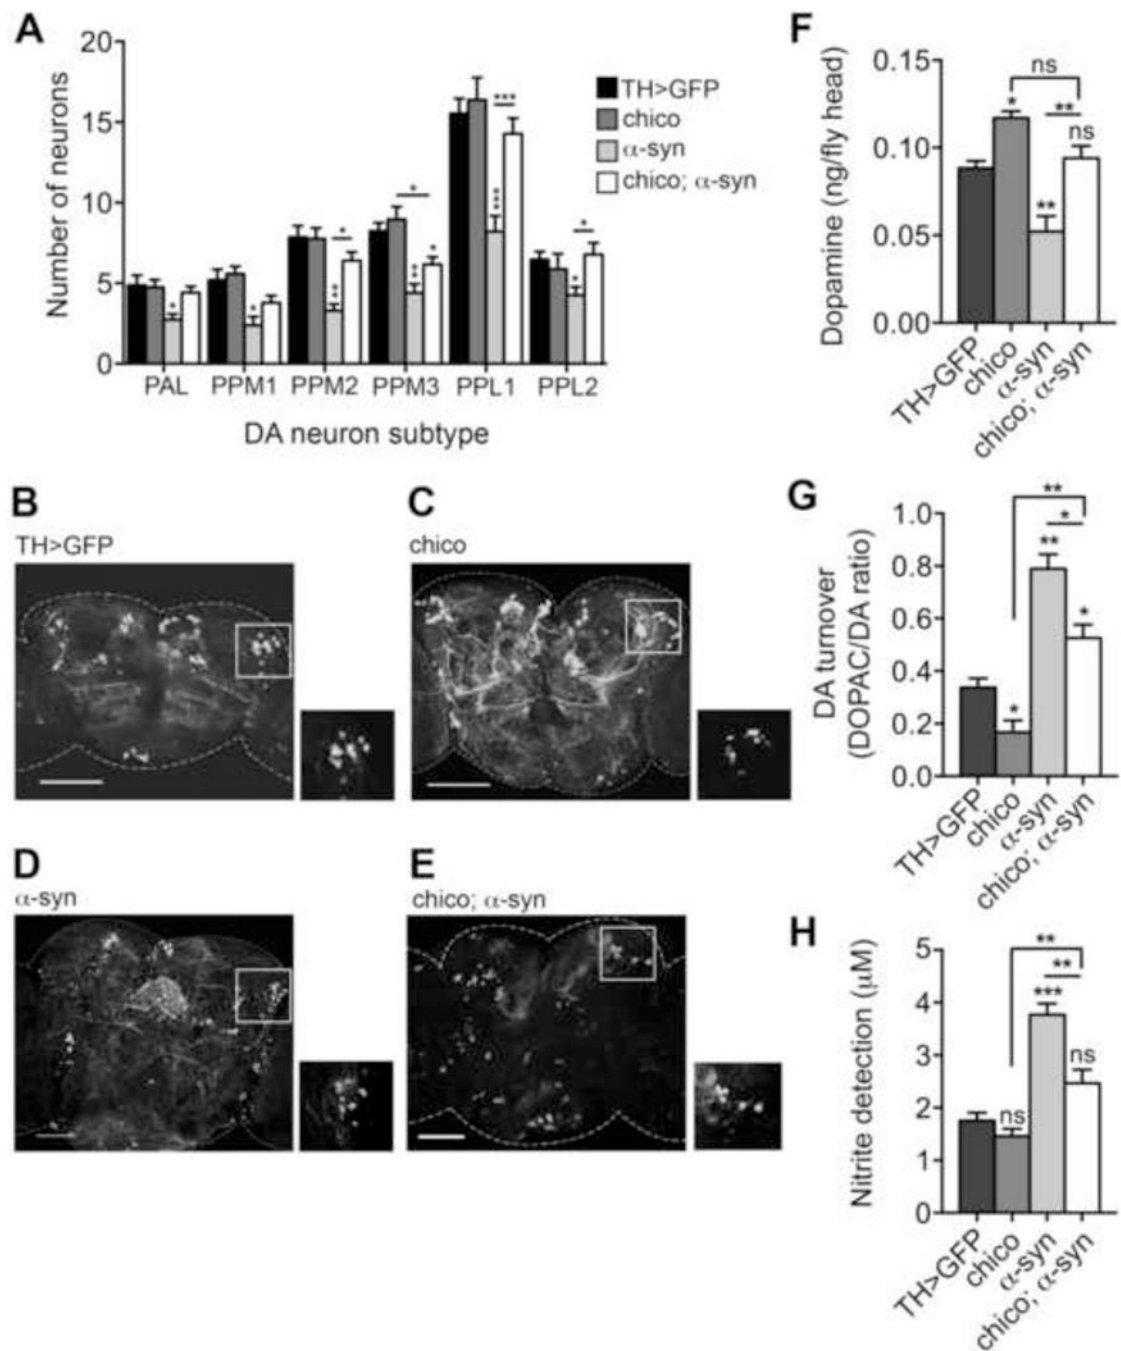 A
Number of neurons
20
15
10
5
0
TH>GFP
chico
α-syn
chico; α-syn
*
*
**
*
*
**
*
***
***
*
*
PAL PPM1 PPM2 PPM3 PPL1 PPL2
DA neuron subtype
B
TH>GFP
C
chico
D
α-syn
E
chico; α-syn
F
Dopamine (ng/fly head)
0.15
0.10
0.05
0.00
ns
*
**
ns
**
TH>GFP
chico
α-syn
chico; α-syn
G
DA turnover
(DOPAC/DA ratio)
1.0
0.8
0.6
0.4
0.2
0.0
**
*
**
*
*
TH>GFP
chico
α-syn
chico; α-syn
H
Nitrite detection (μM)
5
4
3
2
1
0
**
**
***
ns
ns
TH>GFP
chico
α-syn
chico; α-syn